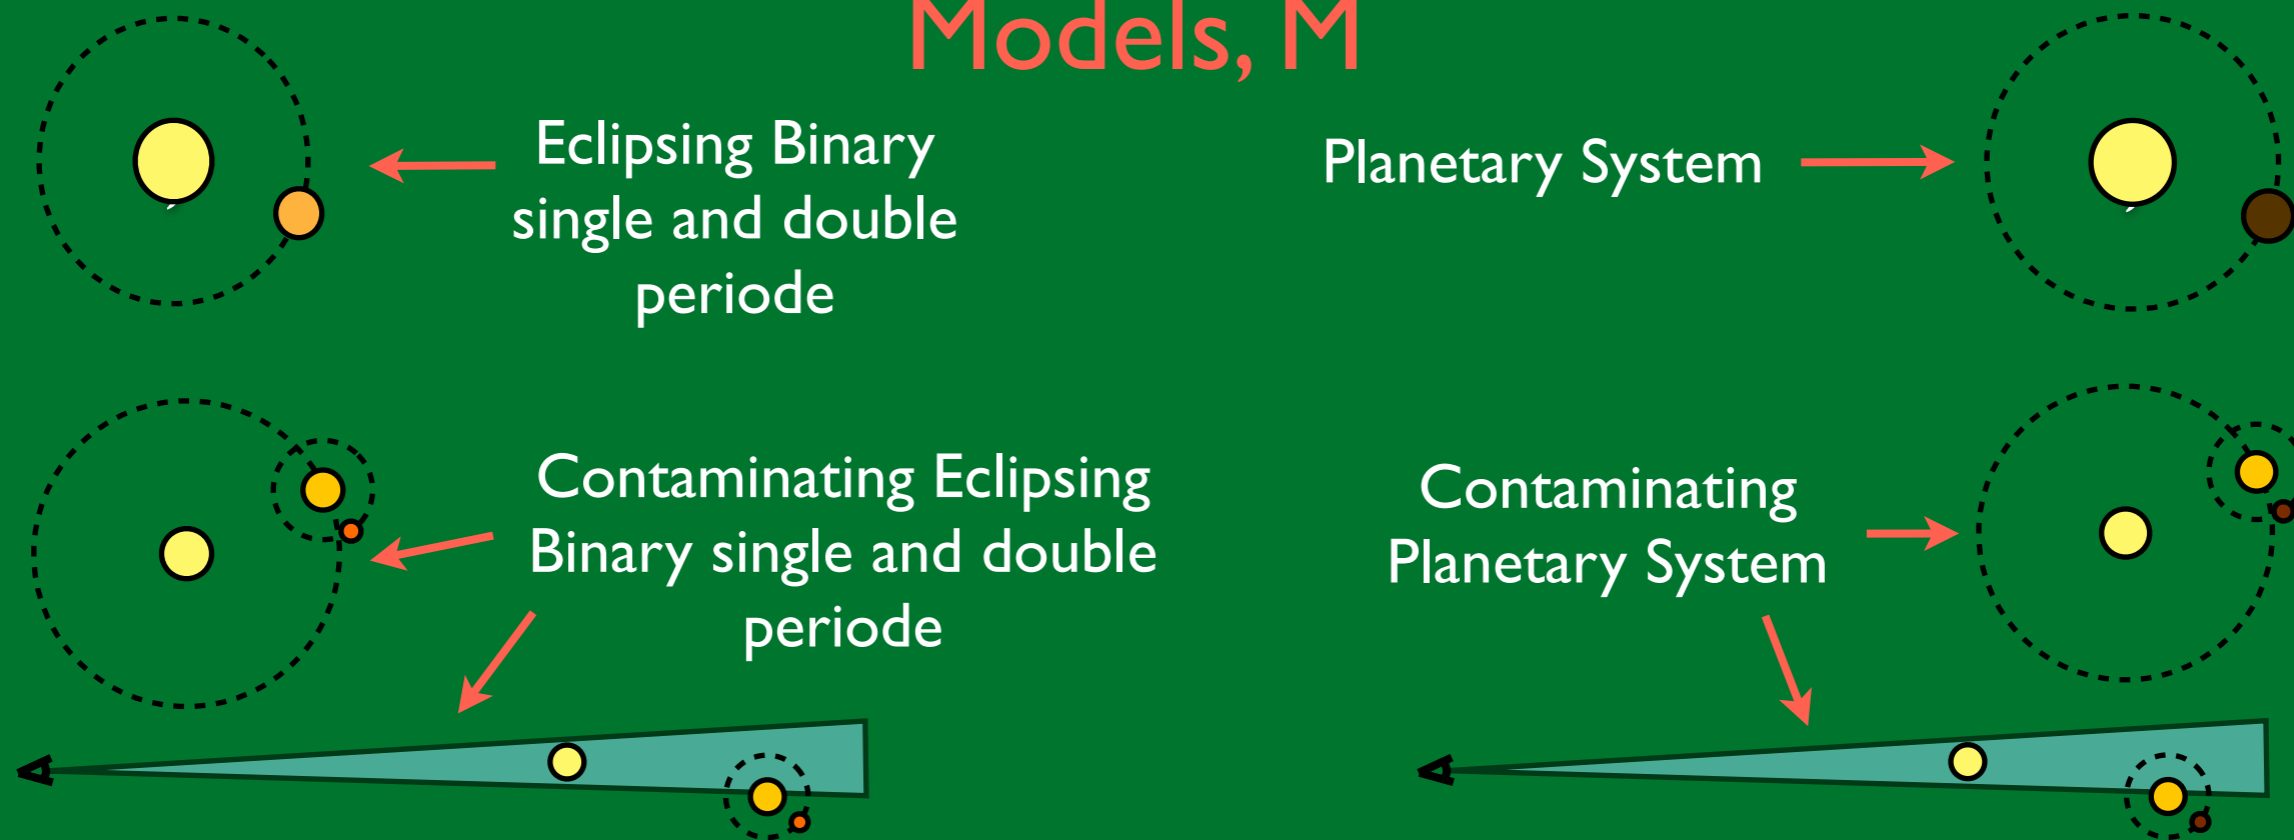 Models, M
Eclipsing Binary
single and double
periode
Planetary System
Contaminating Eclipsing
Binary single and double
periode
Contaminating
Planetary System